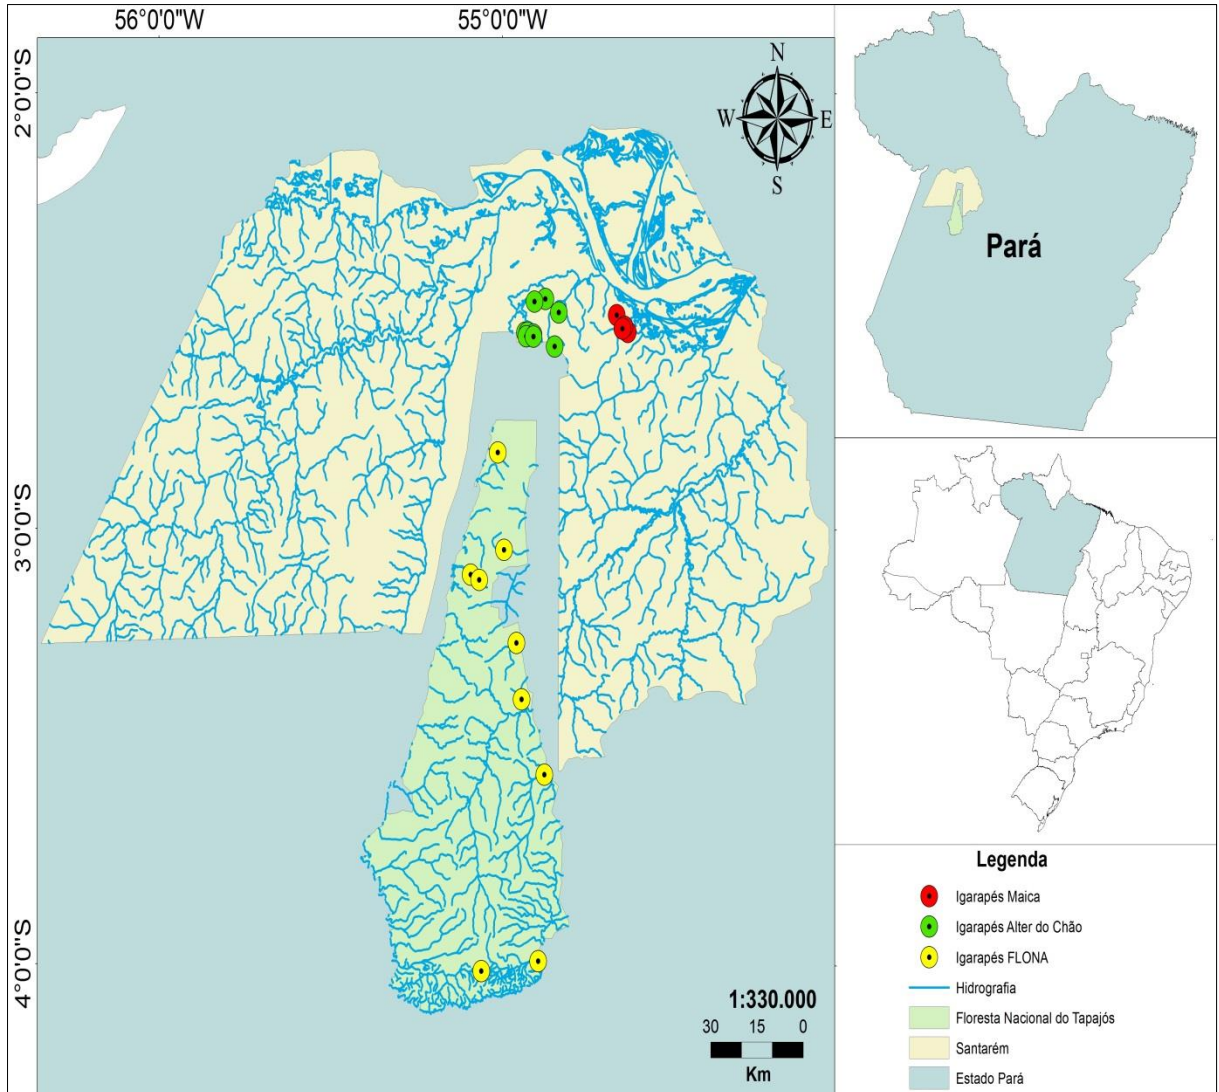 56°0'0"W
55°0'0"W
2°0'0"S
3°0'0"S
4°0'0"S
N
W
E
S
1:330.000
30
15
0
Km
Pará
Legenda
Igarapés Maica
Igarapés Alter do Chão
Igarapés FLONA
Hidrografia
Floresta Nacional do Tapajós
Santarém
Estado Pará